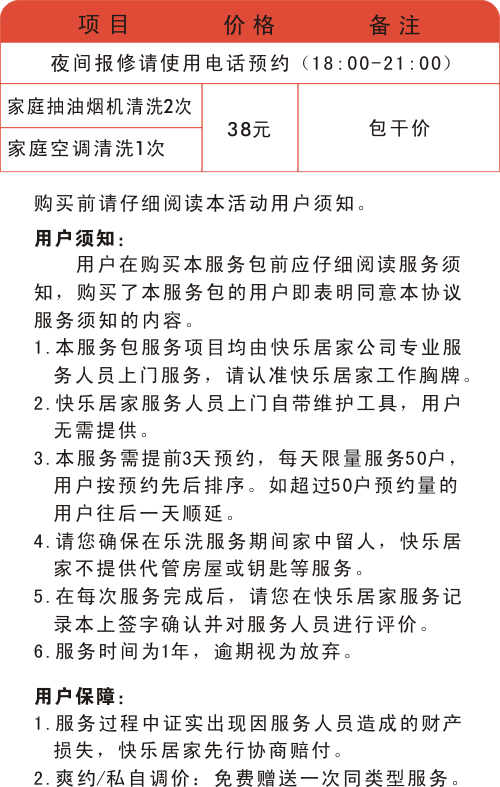 项目 价格 备注
夜间报修请使用电话预约（18:00-21:00）
家庭抽油烟机清洗2次
家庭空调清洗1次
38元
包干价
购买前请仔细阅读本活动用户须知。
用户须知：
用户在购买本服务包前应仔细阅读服务须
知，购买了本服务包的用户即表明同意本协议
服务须知的内容。
1.本服务包服务项目均由快乐居家公司专业服
务人员上门服务，请认准快乐居家工作胸牌。
2.快乐居家服务人员上门自带维护工具，用户
无需提供。
3.本服务需提前3天预约，每天限量服务50户，
用户按预约先后排序。如超过50户预约量的
用户往后一天顺延。
4.请您确保在乐洗服务期间家中留人，快乐居
家不提供代管房屋或钥匙等服务。
5.在每次服务完成后，请您在快乐居家服务记
录本上签字确认并对服务人员进行评价。
6.服务时间为1年，逾期视为放弃。
用户保障：
1.服务过程中证实出现因服务人员造成的财产
损失，快乐居家先行协商赔付。
2.爽约/私自调价：免费赠送一次同类型服务。